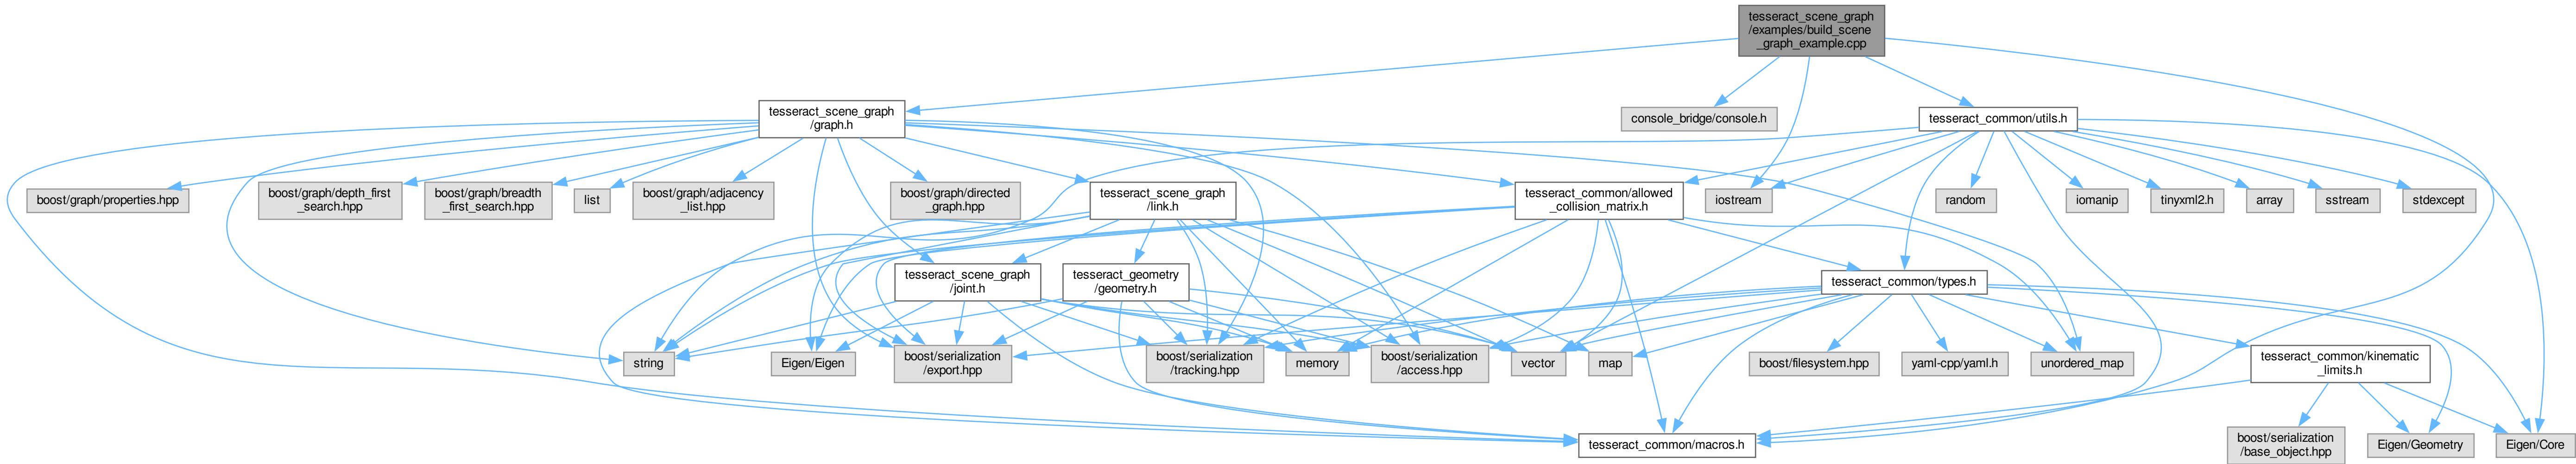 tesseract_scene_graph
/examples/build_scene
_graph_example.cpp
tesseract_scene_graph
/graph.h
console_bridge/console.h
tesseract_common/utils.h
boost/graph/properties.hpp
boost/graph/depth_first
_search.hpp
boost/graph/breadth
_first_search.hpp
list
boost/graph/adjacency
_list.hpp
boost/graph/directed
_graph.hpp
tesseract_scene_graph
/link.h
tesseract_common/allowed
_collision_matrix.h
iostream
random
iomanip
tinyxml2.h
array
sstream
stdexcept
tesseract_scene_graph
/joint.h
tesseract_geometry
/geometry.h
tesseract_common/types.h
string
Eigen/Eigen
boost/serialization
/export.hpp
boost/serialization
/tracking.hpp
memory
boost/serialization
/access.hpp
vector
map
boost/filesystem.hpp
yaml-cpp/yaml.h
unordered_map
tesseract_common/kinematic
_limits.h
tesseract_common/macros.h
boost/serialization
/base_object.hpp
Eigen/Geometry
Eigen/Core